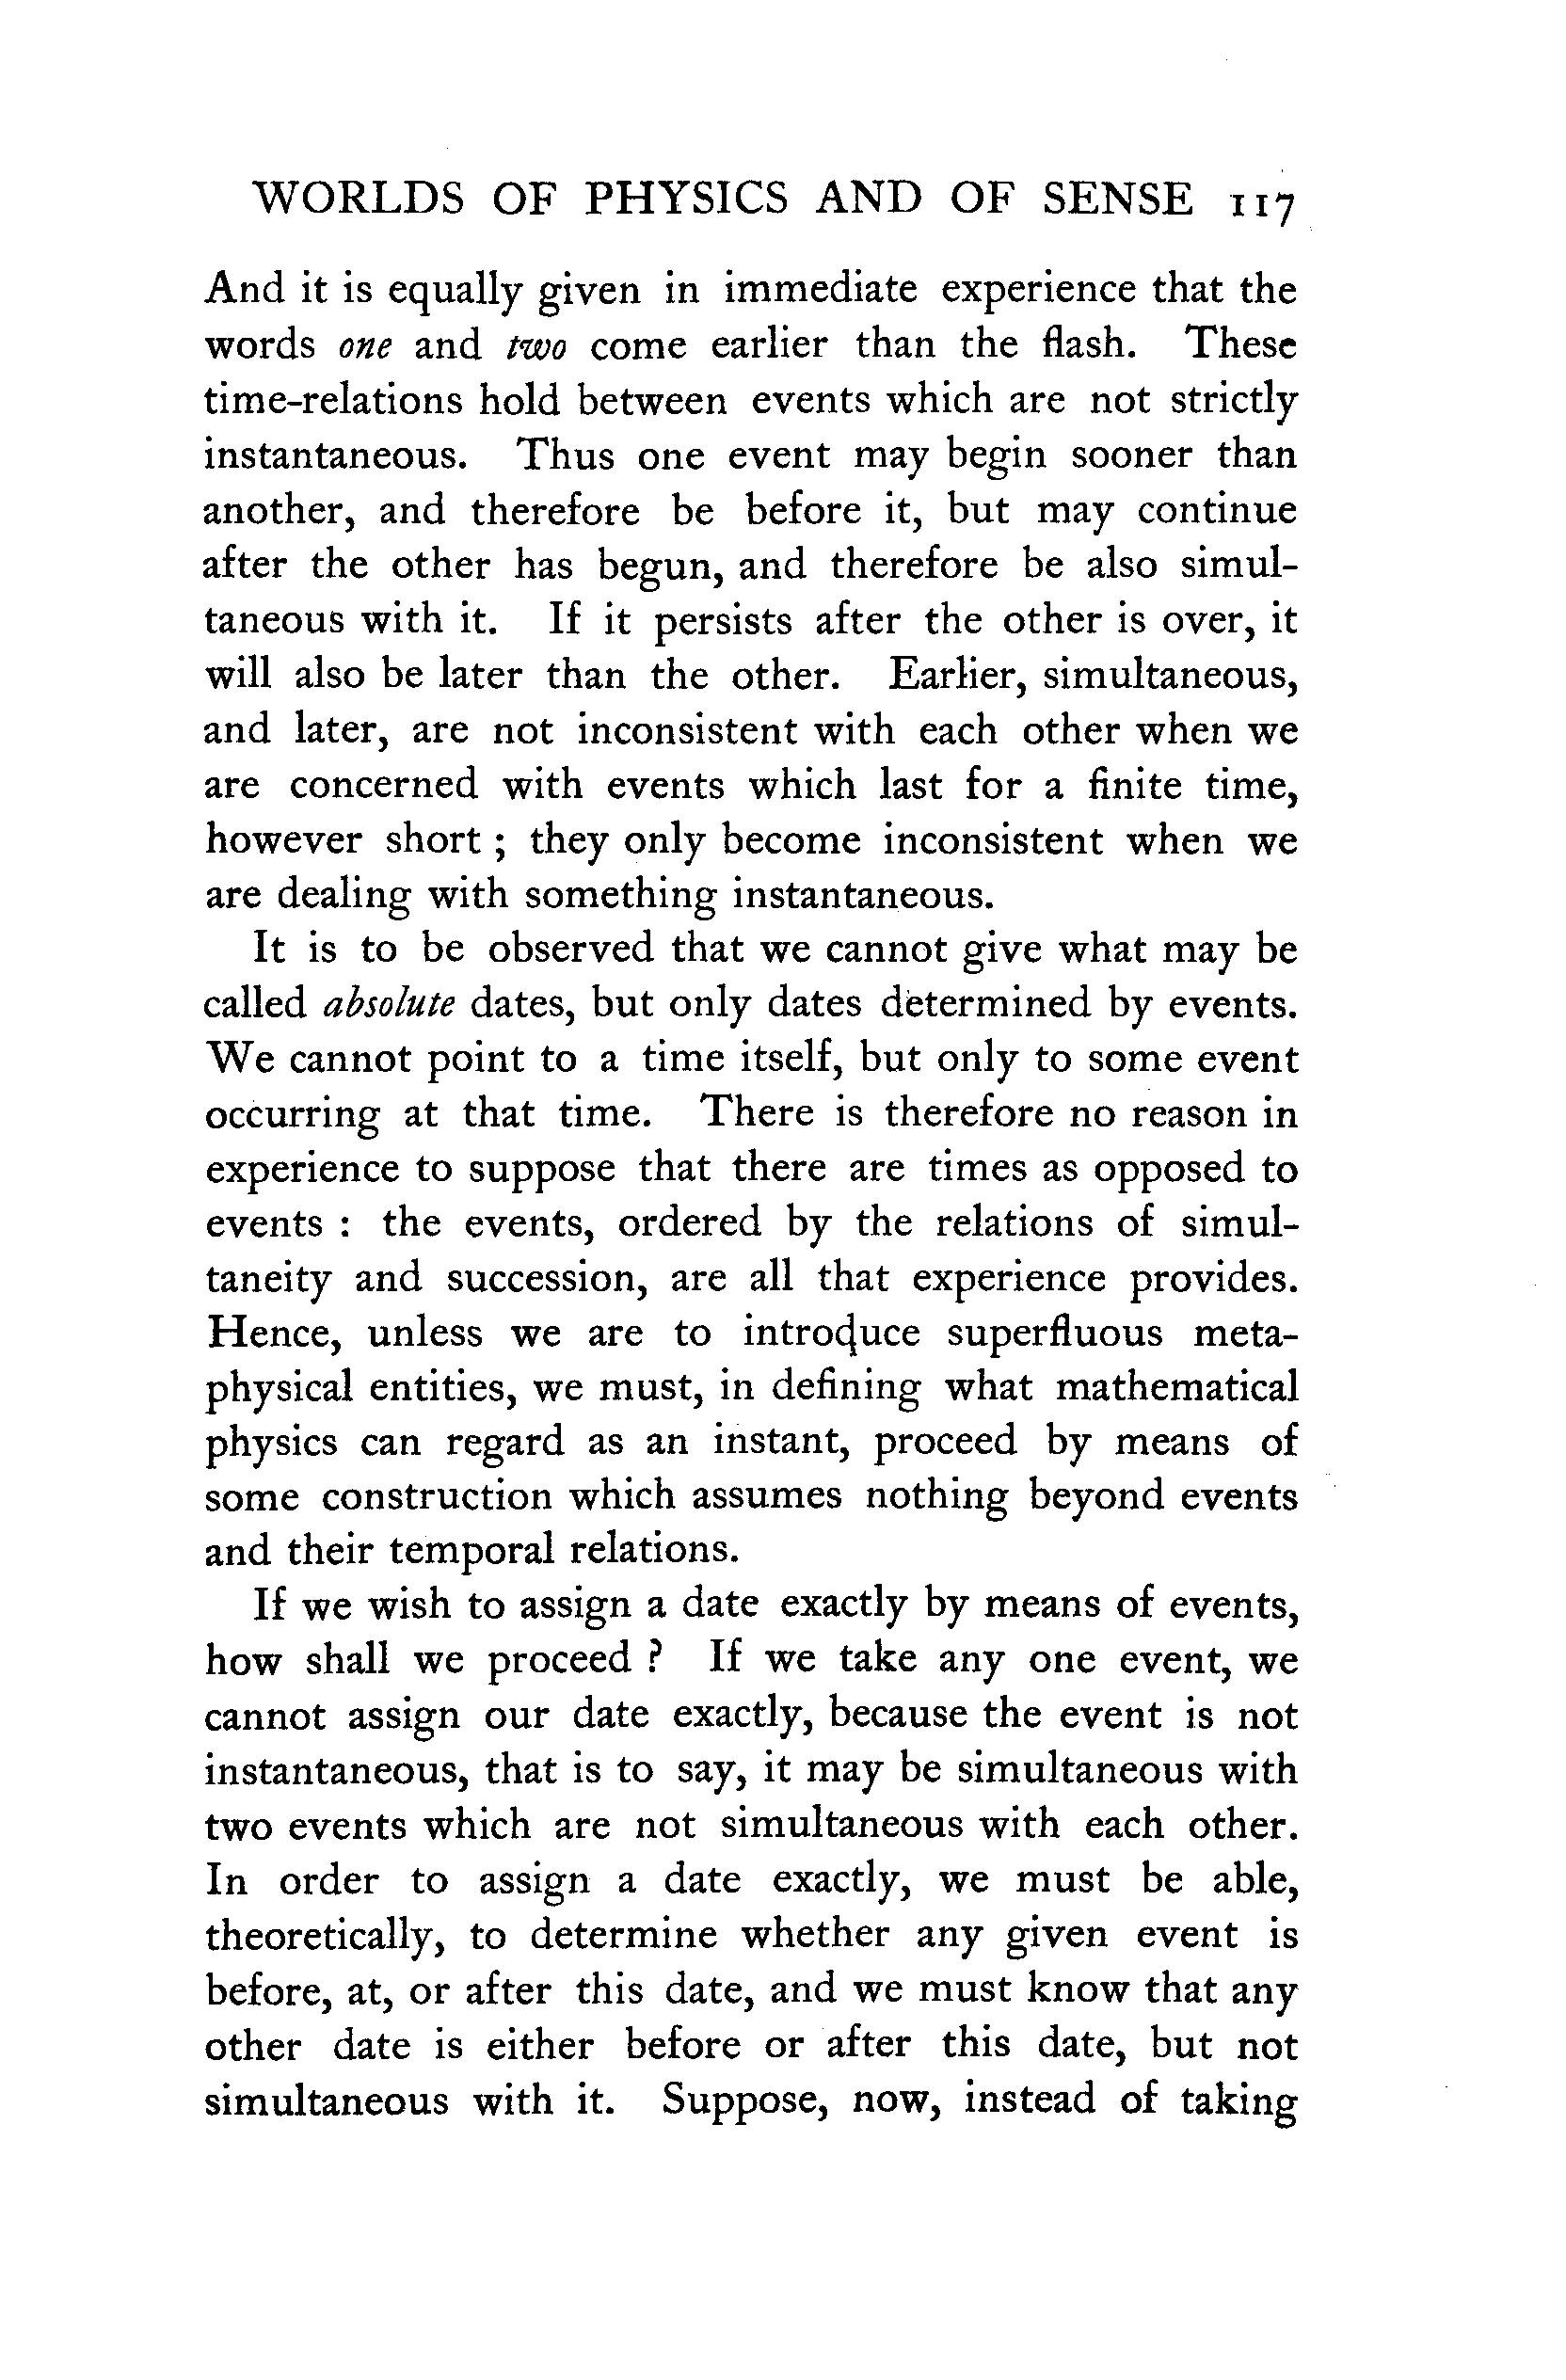 WORLDS OF PHYSICS AND OF SENSE 117
And it is equally given in immediate experience that the
words one and two come earlier than the flash. These
time-relations hold between events which are not strictly
instantaneous. Thus one event may begin sooner than
another, and therefore be before it, but may continue
after the other has begun, and therefore be also simul-
taneous with it. If it persists after the other is over, it
will also be later than the other. Earlier, simultaneous,
and later, are not inconsistent with each other when we
are concerned with events which last for a finite time,
however short ; they only become inconsistent when we
are dealing with something instantaneous.
It is to be observed that we cannot give what may be
called absolute dates, but only dates determined by events.
We cannot point to a time itself, but only to some event
occurring at that time. There is therefore no reason in
experience to suppose that there are times as opposed to
events : the events, ordered by the relations of simul-
taneity and succession, are all that experience provides.
Hence, unless we are to introduce superfluous meta-
physical entities, we must, in defining what mathematical
physics can regard as an instant, proceed by means of
some construction which assumes nothing beyond events
and their temporal relations.
If we wish to assign a date exactly by means of events,
how shall we proceed ? If we take any one event, we
cannot assign our date exactly, because the event is not
instantaneous, that is to say, it may be simultaneous with
two events which are not simultaneous with each other.
In order to assign a date exactly, we must be able,
theoretically, to determine whether any given event is
before, at, or after this date, and we must know that any
other date is either before or after this date, but not
simultaneous with it. Suppose, now, instead of taking